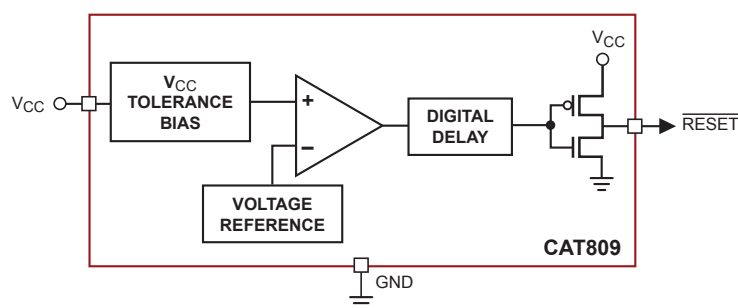 VCC
VCC
VCC
TOLERANCE
BIAS
+
−
DIGITAL
DELAY
RESET
VOLTAGE
REFERENCE
CAT809
GND